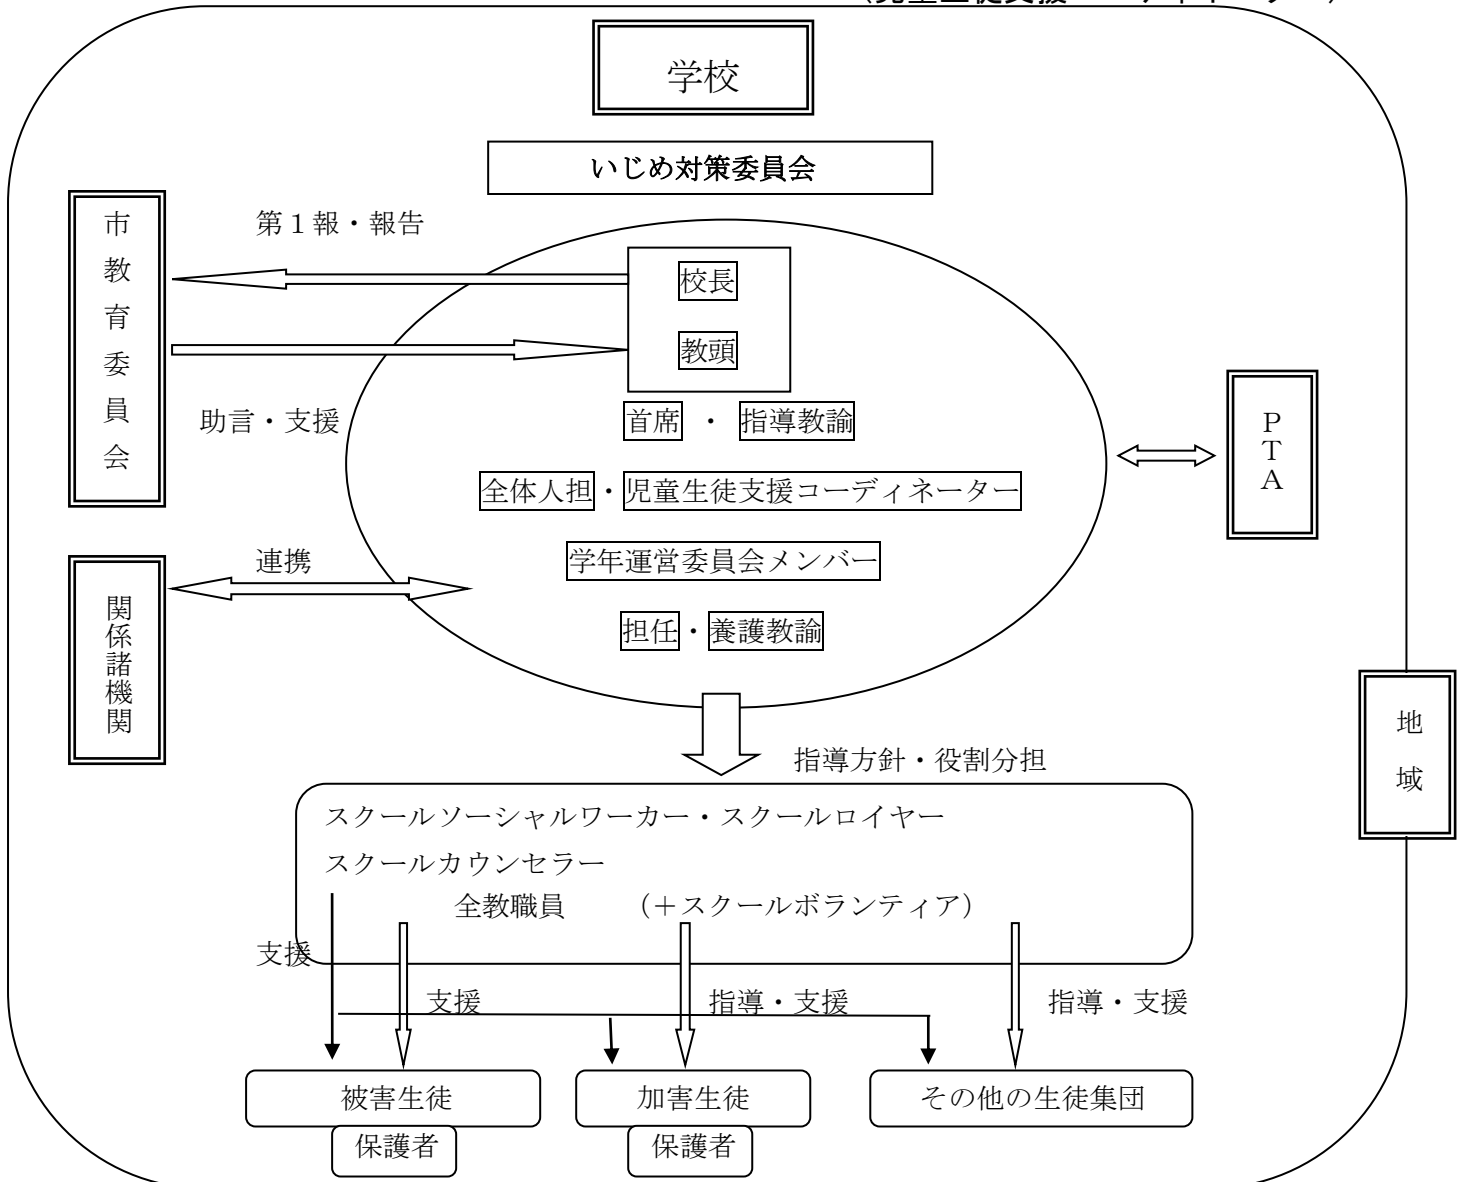 学校
いじめ対策委員会
市教育委員会
第１報・報告
校長
教頭
助言・支援
首席 ・ 指導教諭
PTA
全体人担・児童生徒支援コーディネーター
連携
学年運営委員会メンバー
関係諸機関
担任・養護教諭
地域
指導方針・役割分担
スクールソーシャルワーカー・スクールロイヤー
スクールカウンセラー
全教職員 （＋スクールボランティア）
支援
支援
指導・支援
指導・支援
被害生徒
加害生徒
その他の生徒集団
保護者
保護者